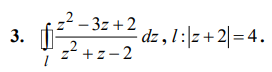 3. ∮_l (z² − 3z + 2)/(z² + z − 2) dz, l: |z + 2| = 4.